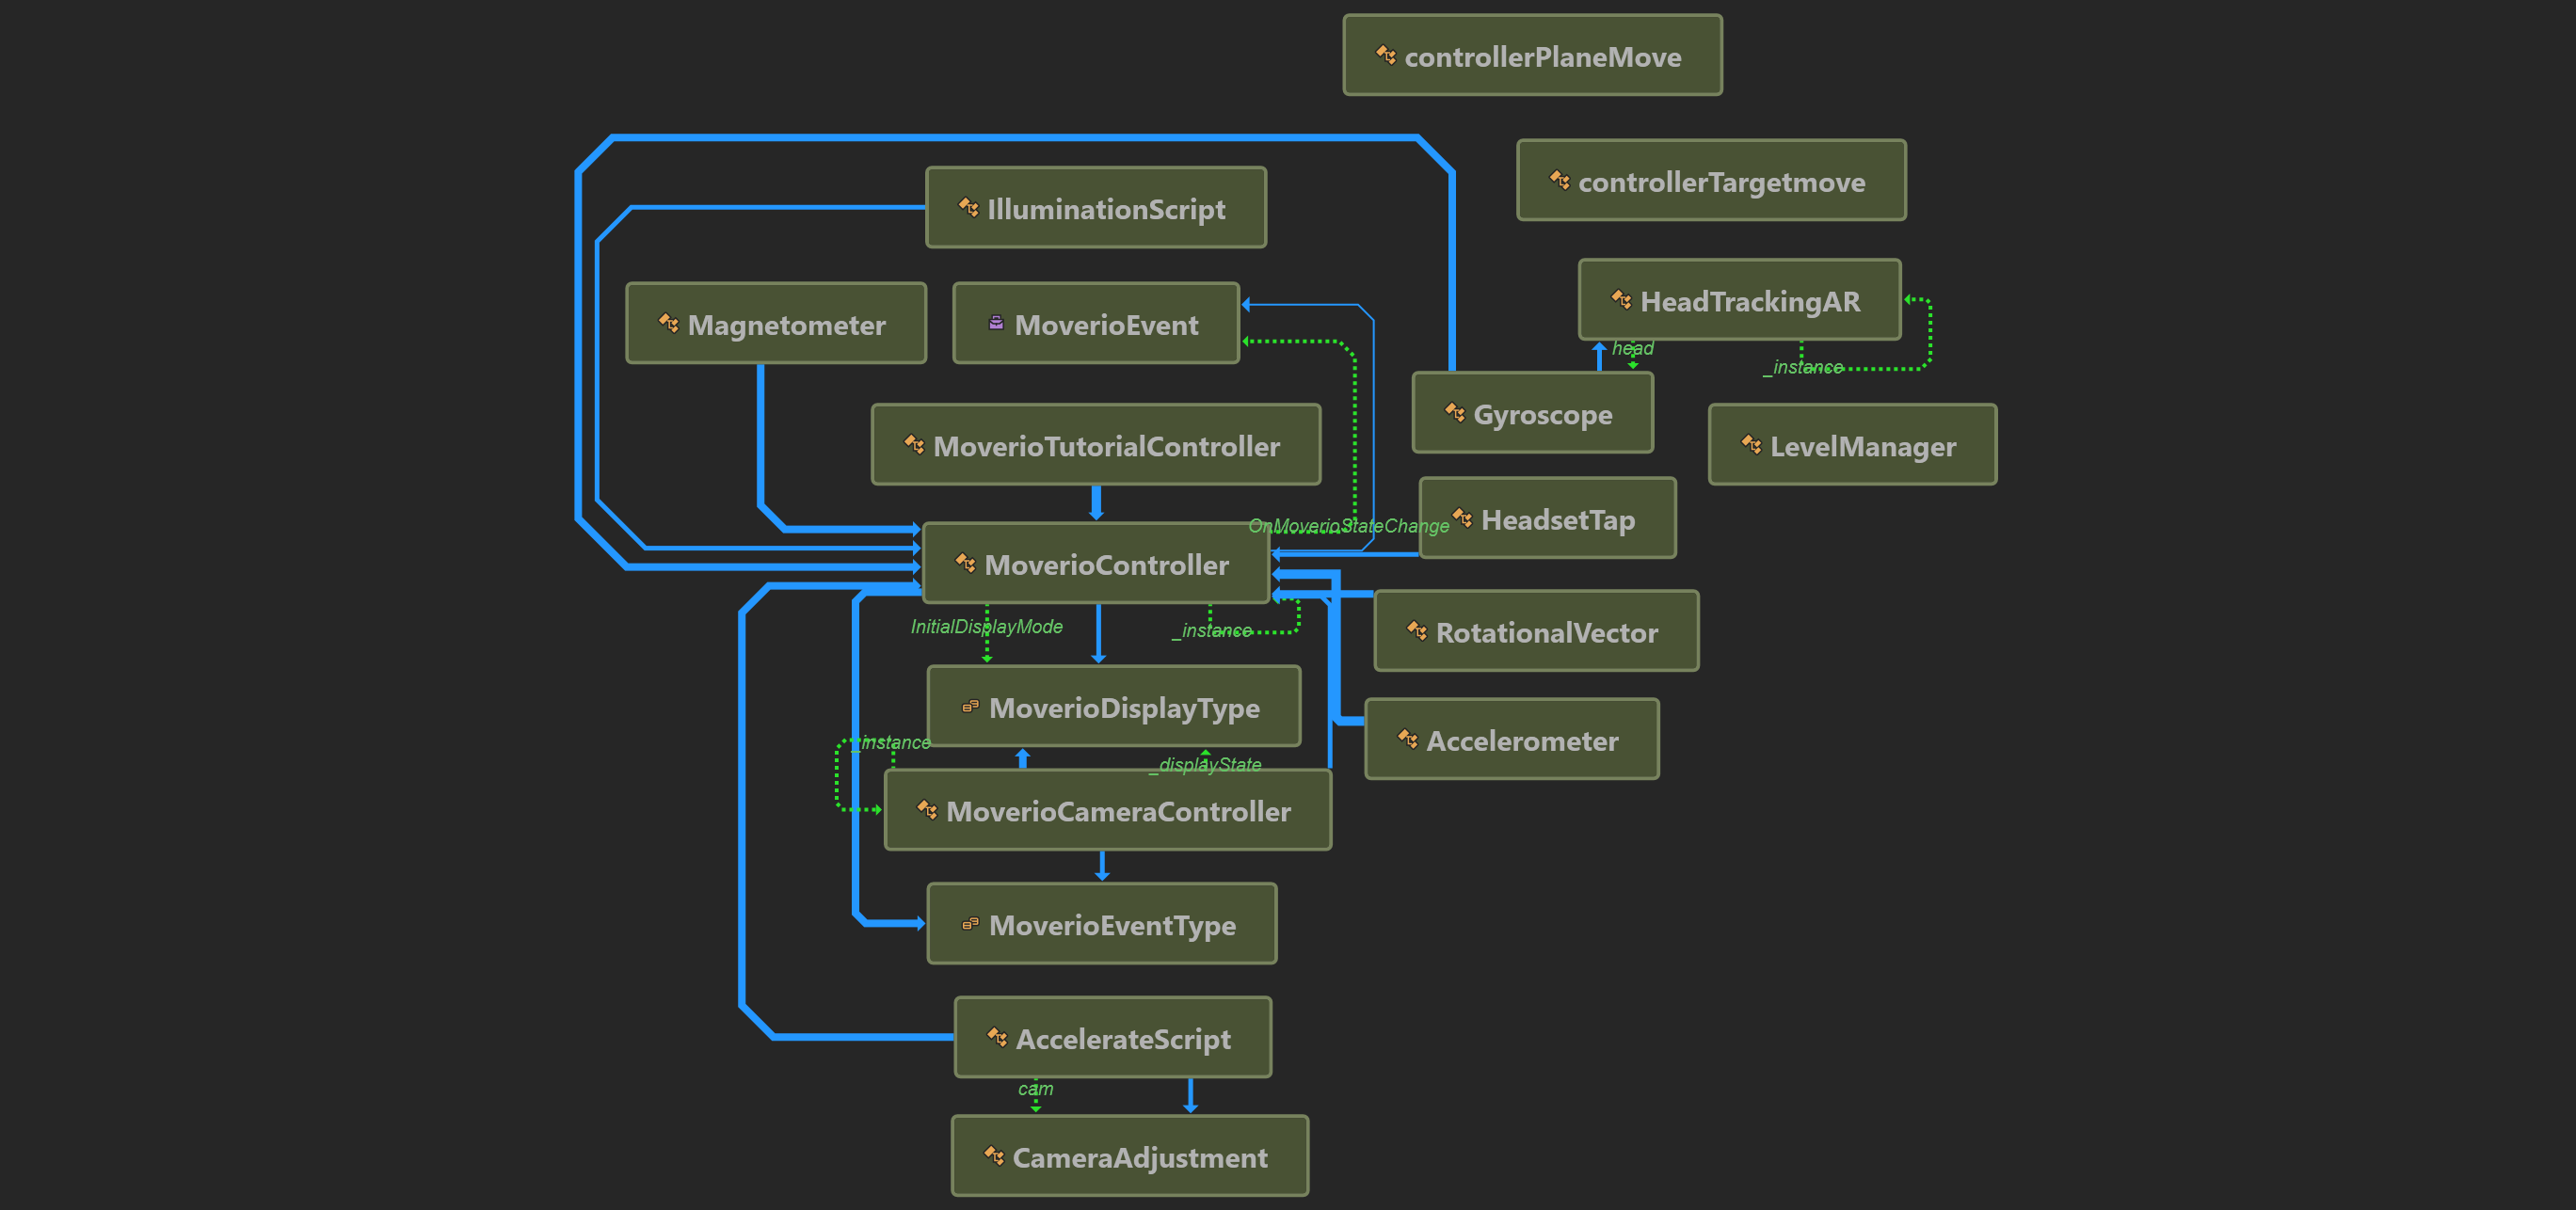 controllerPlaneMove
controllerTargetmove
IlluminationScript
HeadTrackingAR
Magnetometer
MoverioEvent
head
_instance
Gyroscope
MoverioTutorialController
LevelManager
HeadsetTap
OnMoverioStateChange
MoverioController
InitialDisplayMode
_instance
RotationalVector
MoverioDisplayType
Accelerometer
_instance
_displayState
MoverioCameraController
MoverioEventType
AccelerateScript
cam
CameraAdjustment